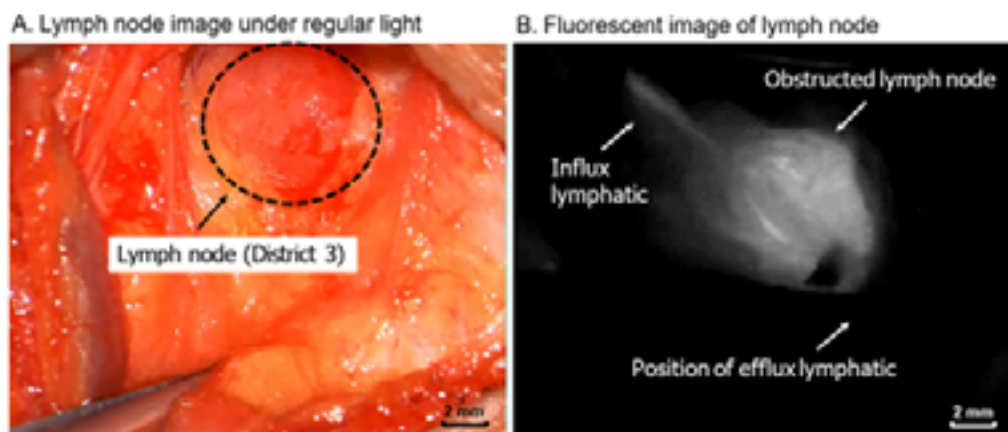 A. Lymph node image under regular light
Lymph node (District 3)
2 mm
B. Fluorescent image of lymph node
Obstructed lymph node
Influx
lymphatic
Position of efflux lymphatic
2 mm